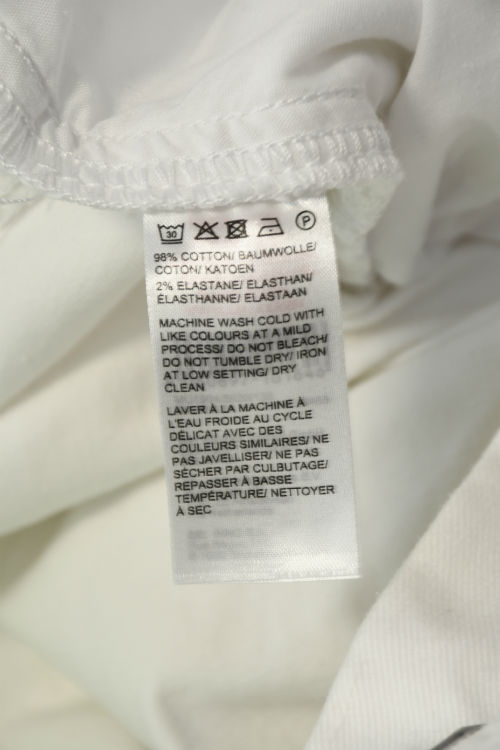 30 P
98% COTTON/ BAUMWOLLE/
COTON/ KATOEN
2% ELASTANE/ ELASTHAN/
ÉLASTHANNE/ ELASTAAN
MACHINE WASH COLD WITH
LIKE COLOURS AT A MILD
PROCESS/ DO NOT BLEACH/
DO NOT TUMBLE DRY/ IRON
AT LOW SETTING/ DRY
CLEAN
LAVER À LA MACHINE À
L'EAU FROIDE AU CYCLE
DÉLICAT AVEC DES
COULEURS SIMILAIRES/ NE
PAS JAVELLISER/ NE PAS
SÉCHER PAR CULBUTAGE/
REPASSER À BASSE
TEMPÉRATURE/ NETTOYER
À SEC